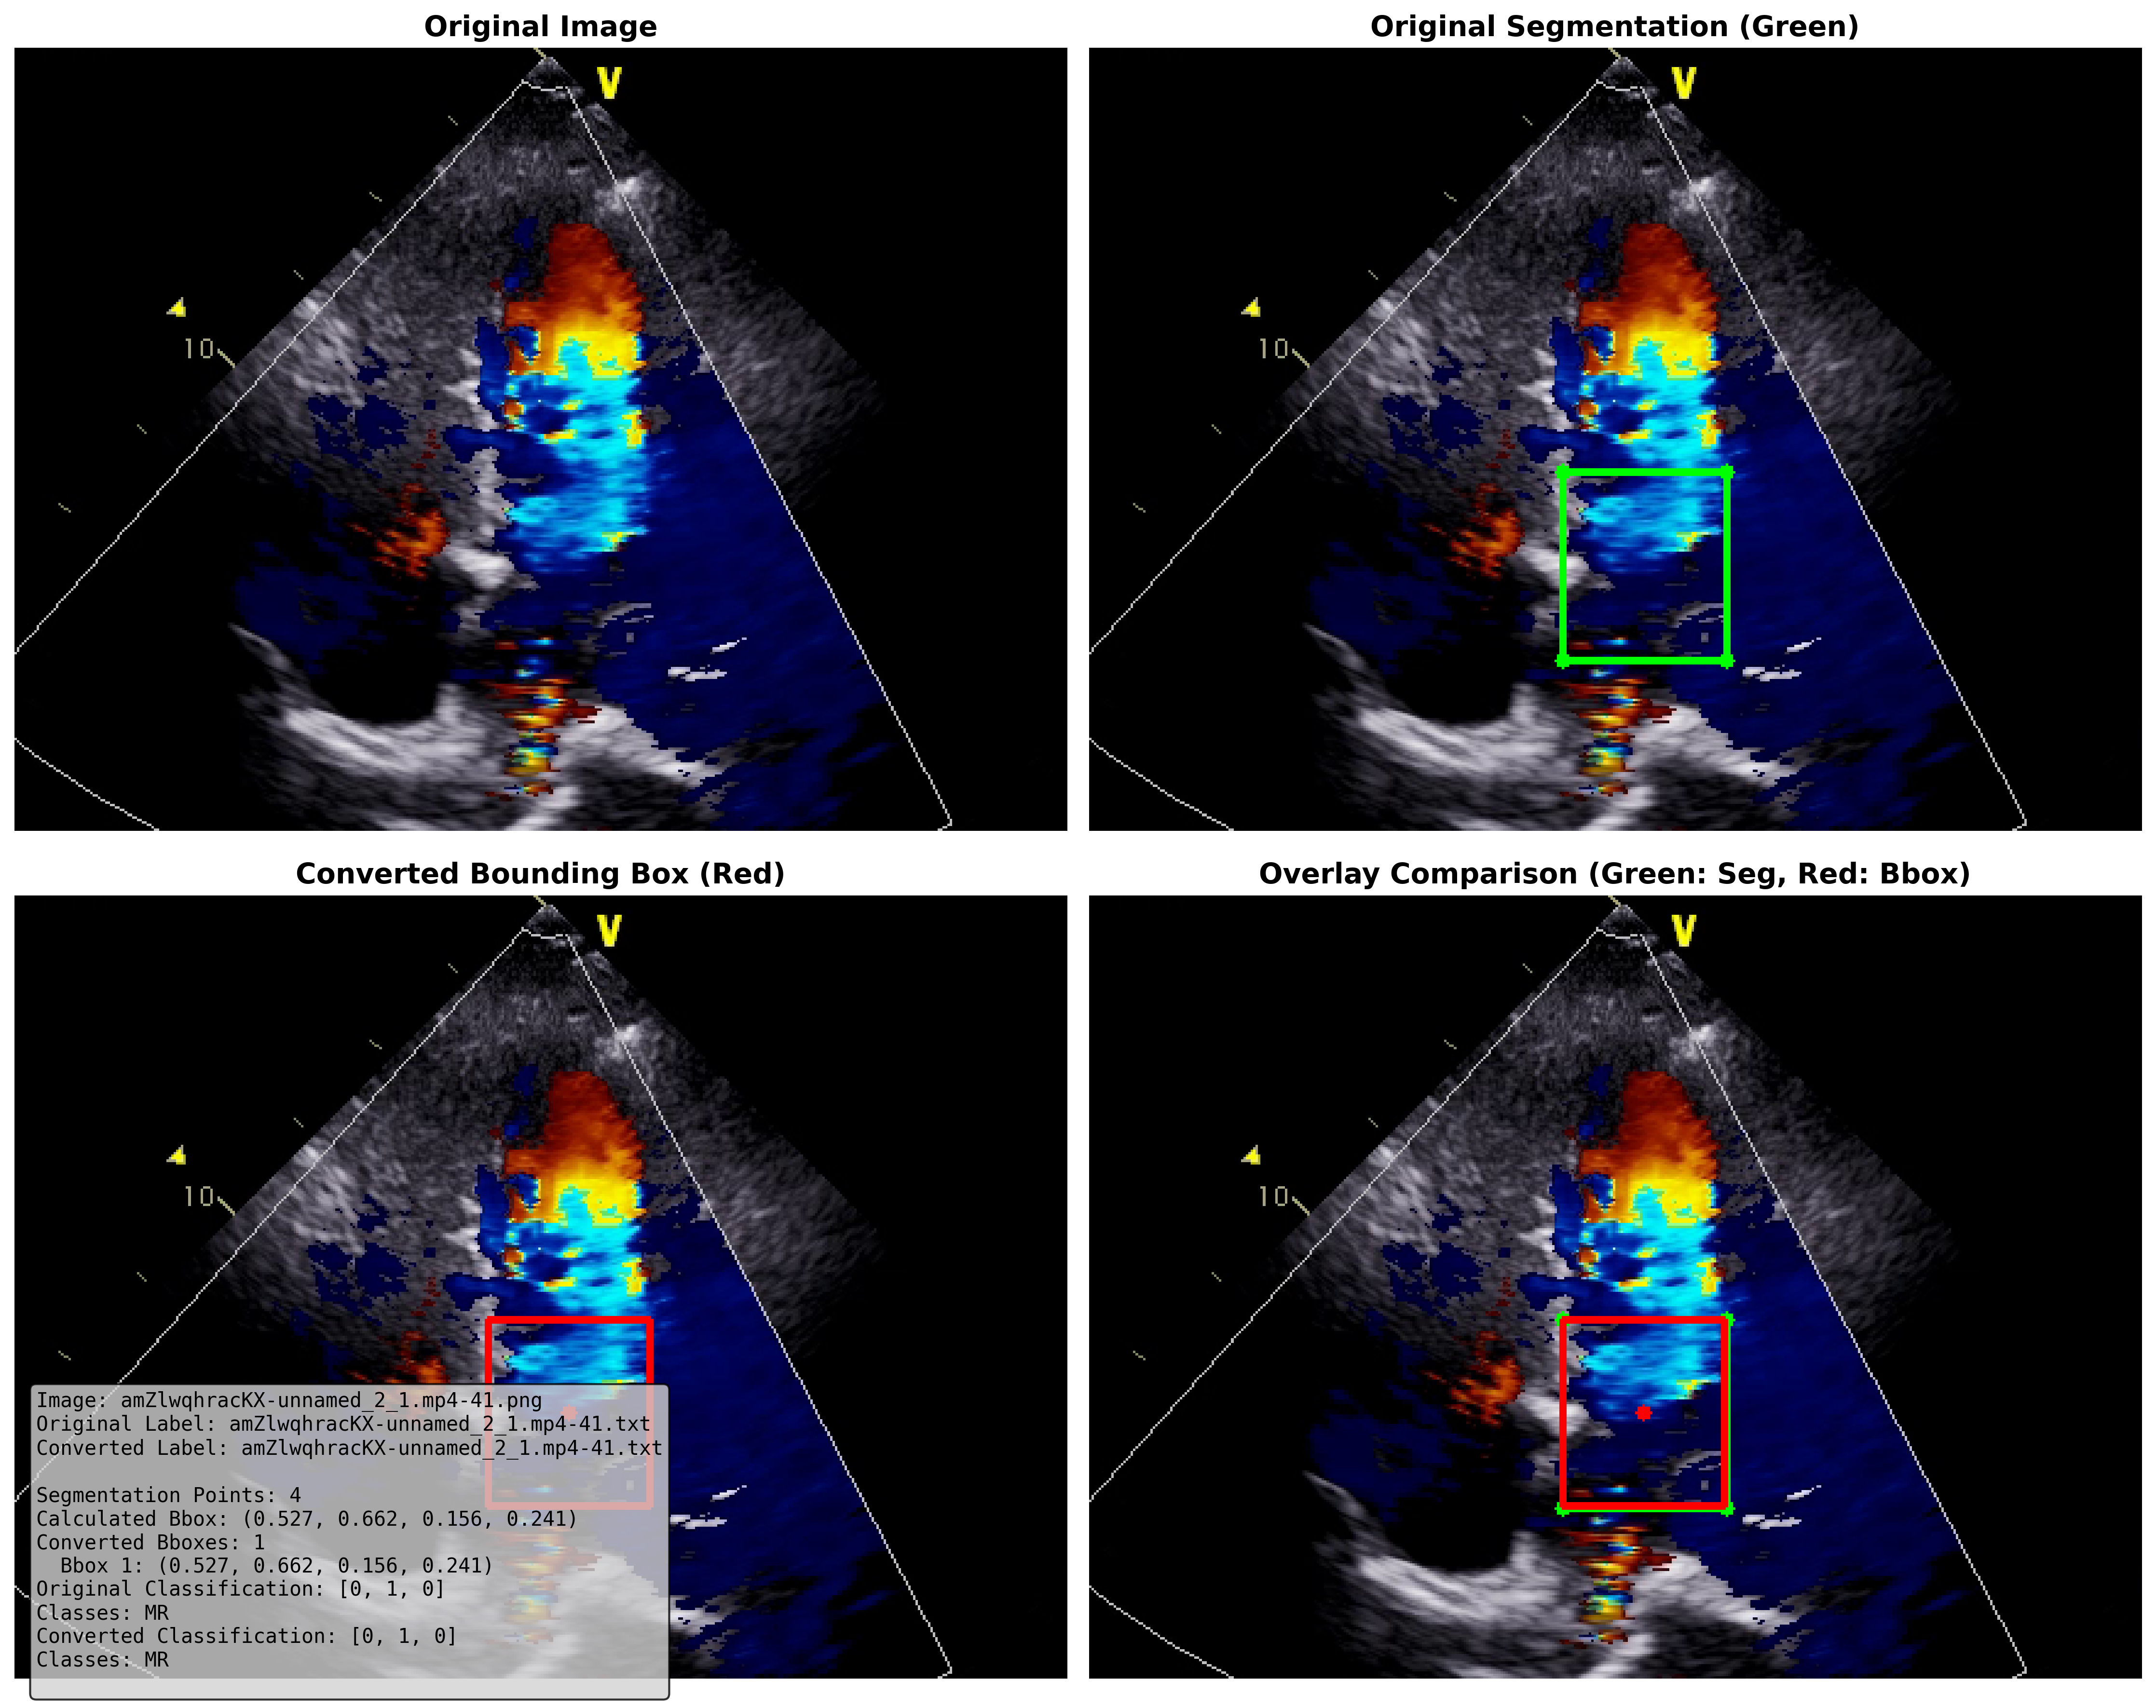 Original Image
Original Segmentation (Green)
V
10
V
10
Converted Bounding Box (Red)
Overlay Comparison (Green: Seg, Red: Bbox)
V
10
V
10
Image: amZlwqhracKX-unnamed_2_1.mp4-41.png
Original Label: amZlwqhracKX-unnamed_2_1.mp4-41.txt
Converted Label: amZlwqhracKX-unnamed_2_1.mp4-41.txt
Segmentation Points: 4
Calculated Bbox: (0.527, 0.662, 0.156, 0.241)
Converted Bboxes: 1
Bbox 1: (0.527, 0.662, 0.156, 0.241)
Original Classification: [0, 1, 0]
Classes: MR
Converted Classification: [0, 1, 0]
Classes: MR